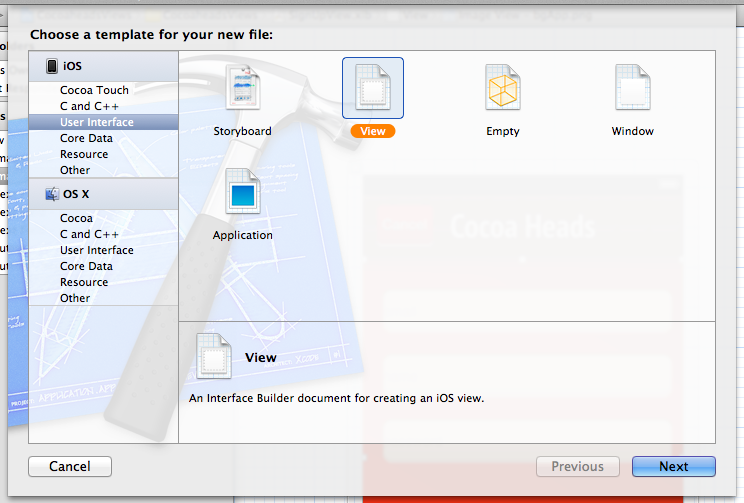 Choose a template for your new file:
iOS
Cocoa Touch
C and C++
User Interface
Core Data
Resource
Other
OS X
Cocoa
C and C++
User Interface
Core Data
Resource
Other
Storyboard
View
Empty
Window
Application
Cocoa Heads
View
An Interface Builder document for creating an iOS view.
Cancel
Previous
Next